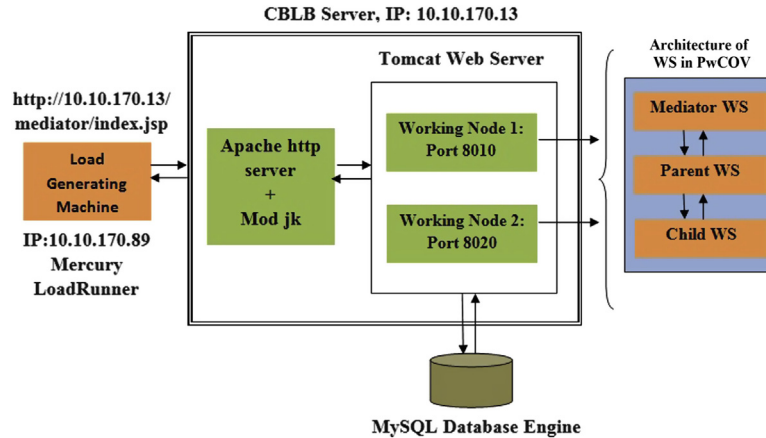 CBLB Server, IP: 10.10.170.13
Tomcat Web Server
Architecture of
WS in PwCOV
http://10.10.170.13/
mediator/index.jsp
Load
Generating
Machine
IP:10.10.170.89
Mercury
LoadRunner
Apache http
server
+
Mod jk
Working Node 1:
Port 8010
Working Node 2:
Port 8020
Mediator WS
Parent WS
Child WS
MySQL Database Engine